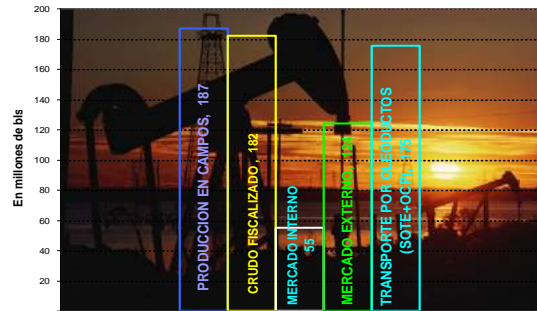 En millones de bls
200
180
160
140
120
100
80
60
40
20
PRODUCCION EN CAMPOS, 187
CRUDO FISCALIZADO, 182
MERCADO INTERNO
55
MERCADO EXTERNO,
TRANSPORTE POR OLEODUCTOS
(SOTE+OCP), 175